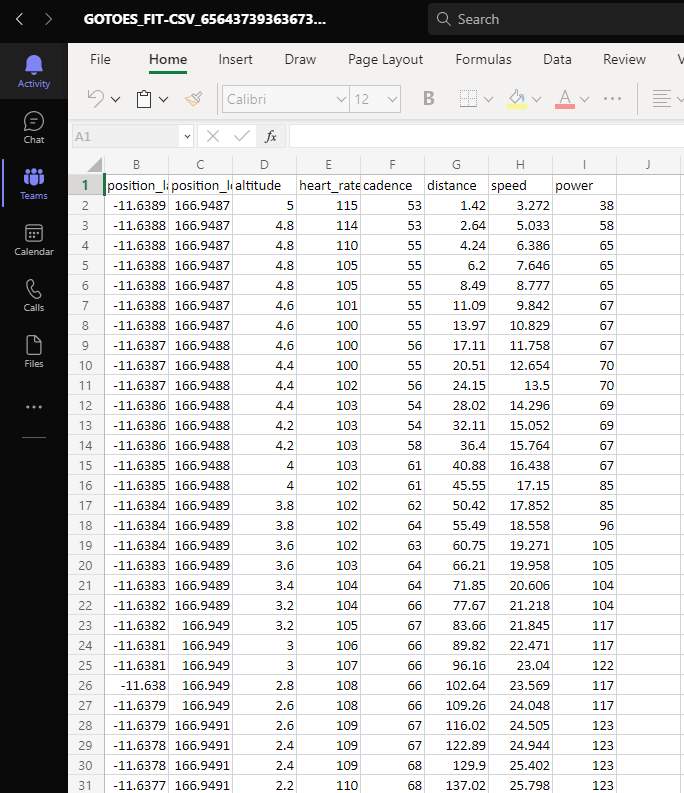 GOTOES_FIT-CSV_65643739363673...
Search
Activity
Chat
Teams
Calendar
Calls
Files
File Home Insert Draw Page Layout Formulas Data Review
Calibri 12 B A ...
A1 fx
B C D E F G H I J
1 position_la position_lo altitude heart_rate cadence distance speed power
2 -11.6389 166.9487 5 115 53 1.42 3.272 38
3 -11.6388 166.9487 4.8 114 53 2.64 5.033 58
4 -11.6388 166.9487 4.8 110 55 4.24 6.386 65
5 -11.6388 166.9487 4.8 105 55 6.2 7.646 65
6 -11.6388 166.9487 4.8 105 55 8.49 8.777 65
7 -11.6388 166.9487 4.6 101 55 11.09 9.842 67
8 -11.6388 166.9487 4.6 100 55 13.97 10.829 67
9 -11.6387 166.9488 4.6 100 56 17.11 11.758 67
10 -11.6387 166.9488 4.4 100 55 20.51 12.654 70
11 -11.6387 166.9488 4.4 102 56 24.15 13.5 70
12 -11.6386 166.9488 4.4 103 54 28.02 14.296 69
13 -11.6386 166.9488 4.2 103 54 32.11 15.052 69
14 -11.6386 166.9488 4.2 103 58 36.4 15.764 67
15 -11.6385 166.9488 4 103 61 40.88 16.438 67
16 -11.6385 166.9488 4 102 61 45.55 17.15 85
17 -11.6384 166.9489 3.8 102 62 50.42 17.852 85
18 -11.6384 166.9489 3.8 102 64 55.49 18.558 96
19 -11.6384 166.9489 3.6 102 63 60.75 19.271 105
20 -11.6383 166.9489 3.6 103 64 66.21 19.958 105
21 -11.6383 166.9489 3.4 104 64 71.85 20.606 104
22 -11.6382 166.9489 3.2 104 66 77.67 21.218 104
23 -11.6382 166.949 3.2 105 67 83.66 21.845 117
24 -11.6381 166.949 3 106 66 89.82 22.471 117
25 -11.6381 166.949 3 107 66 96.16 23.04 122
26 -11.638 166.949 2.8 108 66 102.64 23.569 117
27 -11.6379 166.949 2.6 108 66 109.26 24.048 117
28 -11.6379 166.9491 2.6 109 67 116.02 24.505 123
29 -11.6378 166.9491 2.4 109 67 122.89 24.944 123
30 -11.6378 166.9491 2.4 109 68 129.9 25.402 123
31 -11.6377 166.9491 2.2 110 68 137.02 25.798 123